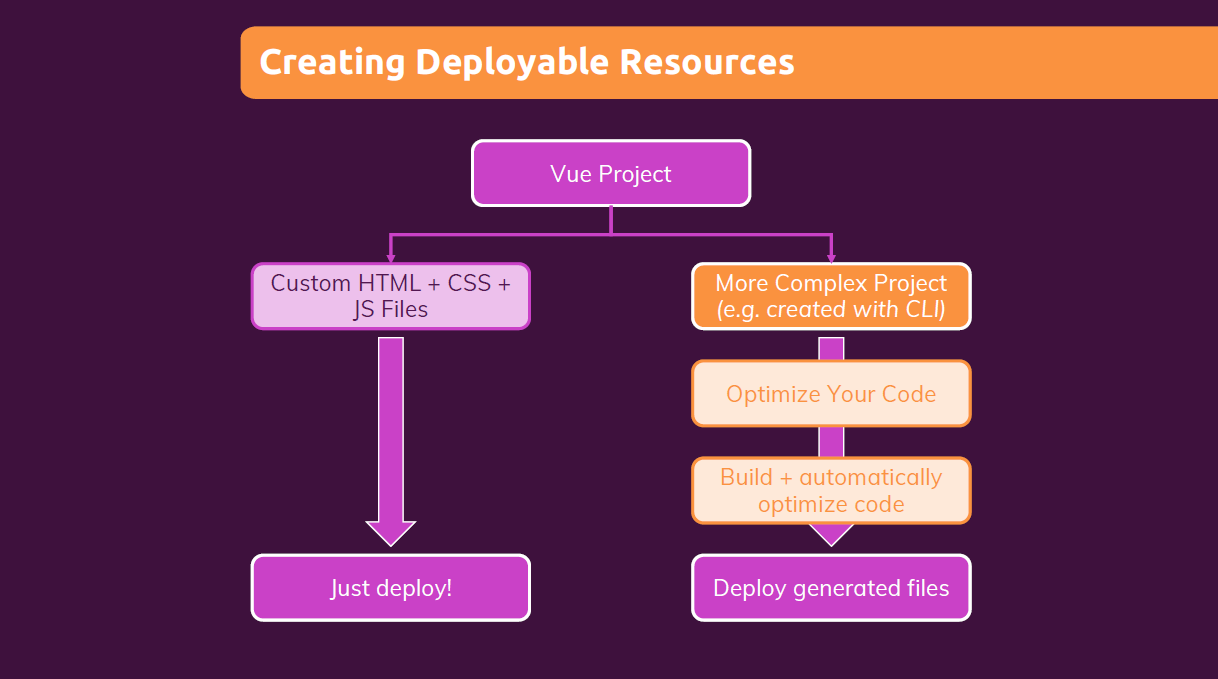 Creating Deployable Resources
Vue Project
Custom HTML + CSS +
JS Files
More Complex Project
(e.g. created with CLI)
Optimize Your Code
Build + automatically
optimize code
Just deploy!
Deploy generated files